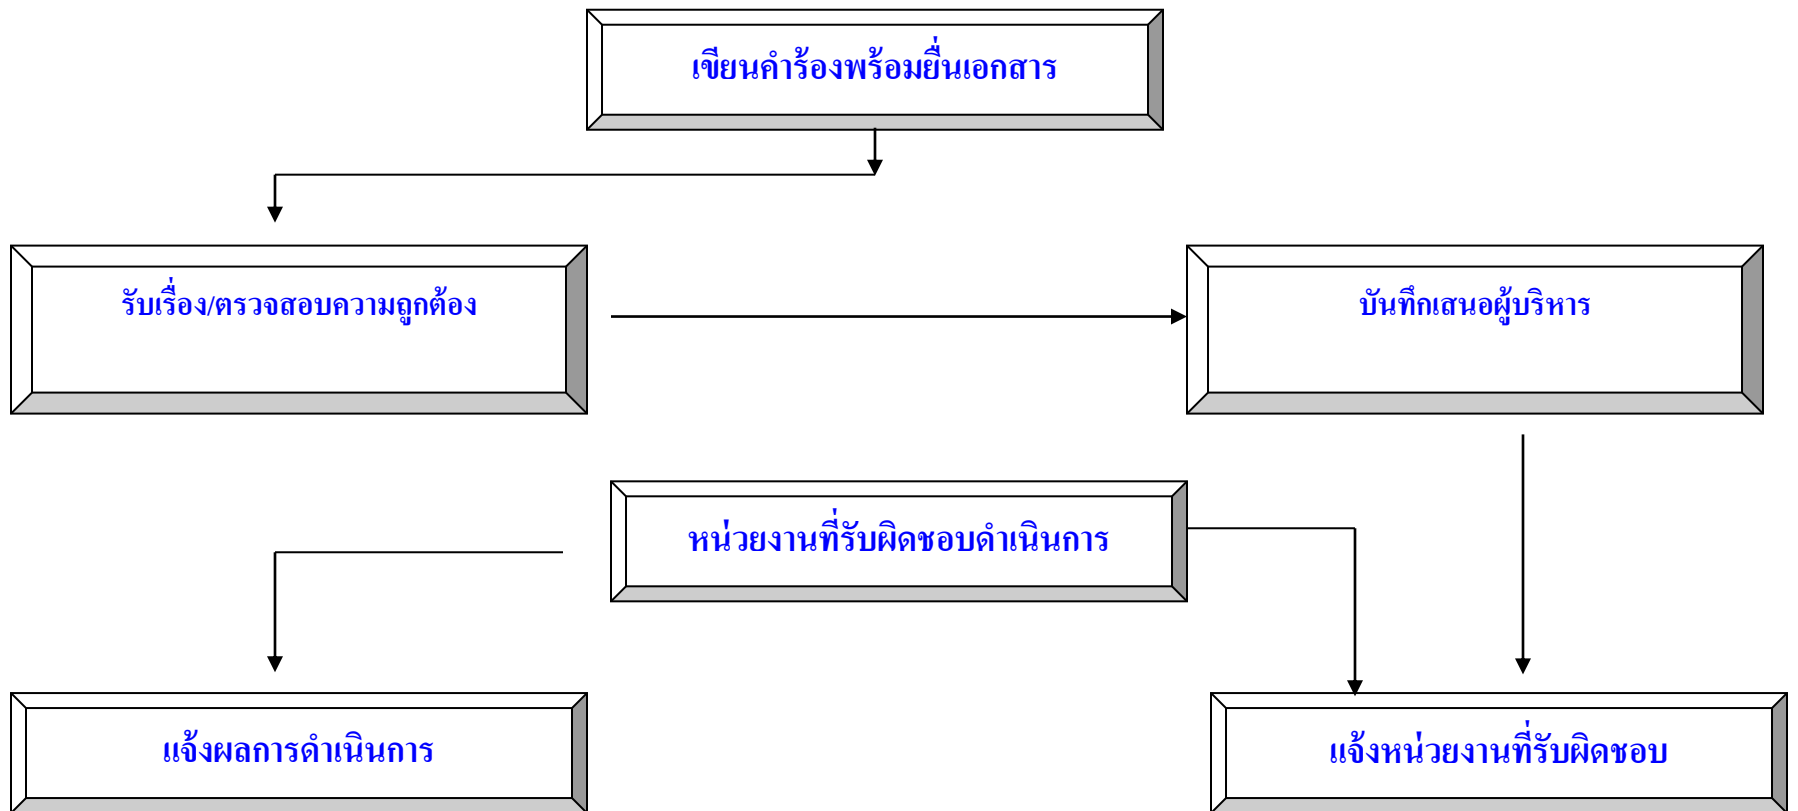 เขียนคำร้องพร้อมยื่นเอกสาร
รับเรื่อง/ตรวจสอบความถูกต้อง
บันทึกเสนอผู้บริหาร
หน่วยงานที่รับผิดชอบดำเนินการ
แจ้งผลการดำเนินการ
แจ้งหน่วยงานที่รับผิดชอบ